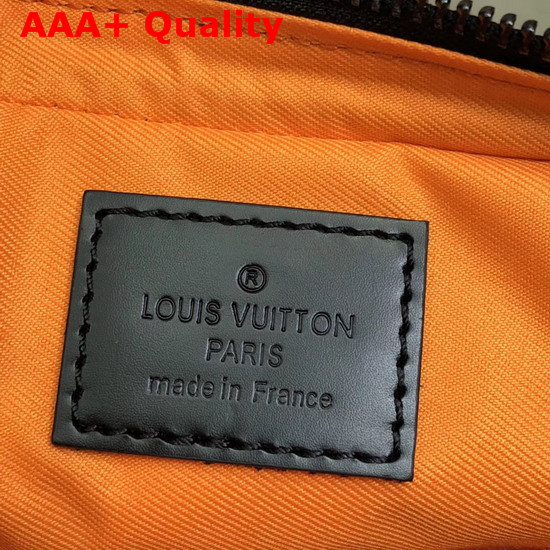 AAA+ Quality
®
LOUIS VUITTON
PARIS
made in France